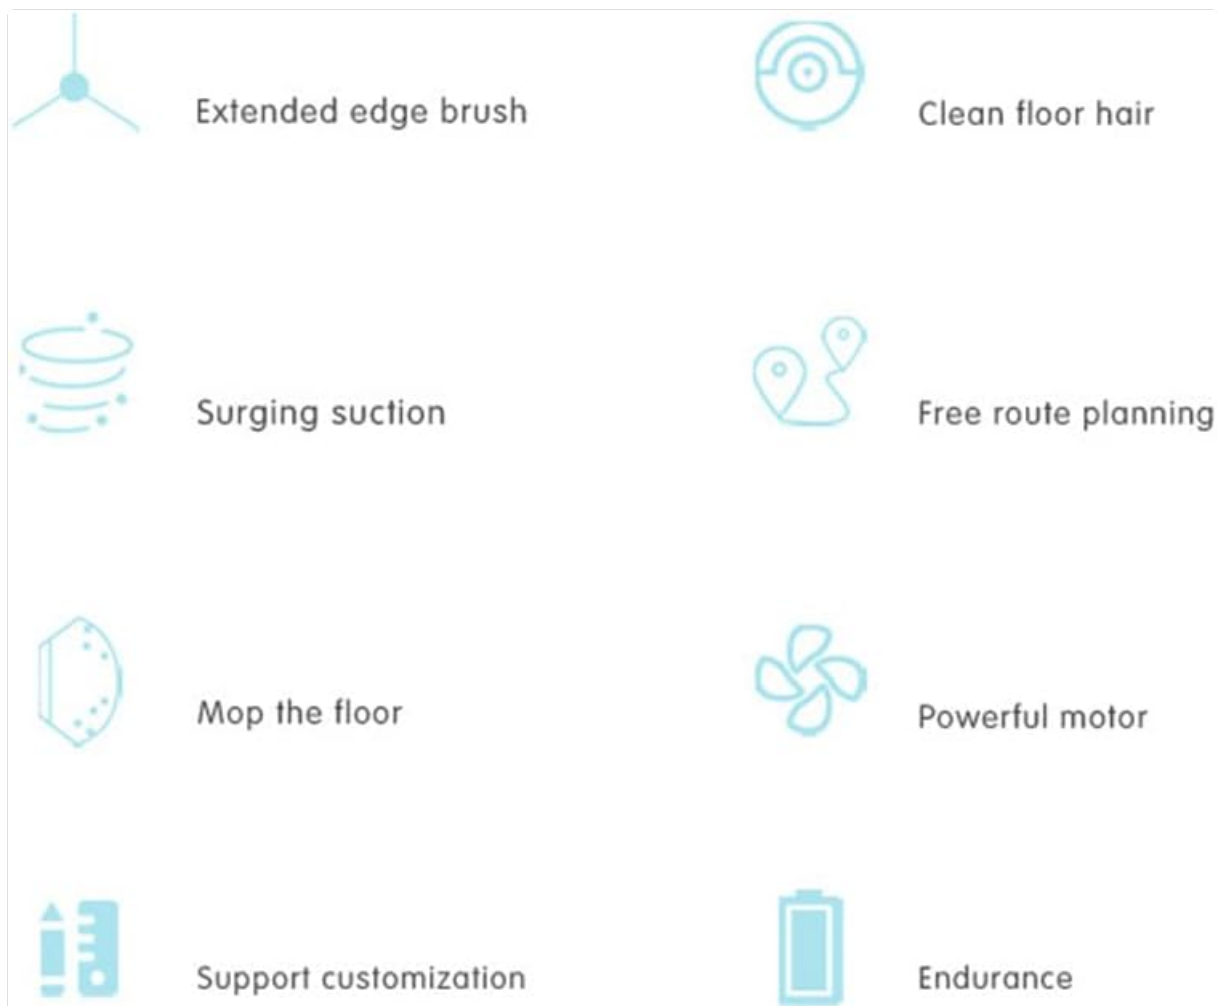 Extended edge brush
Clean floor hair
Surging suction
Free route planning
Mop the floor
Powerful motor
Support customization
Endurance